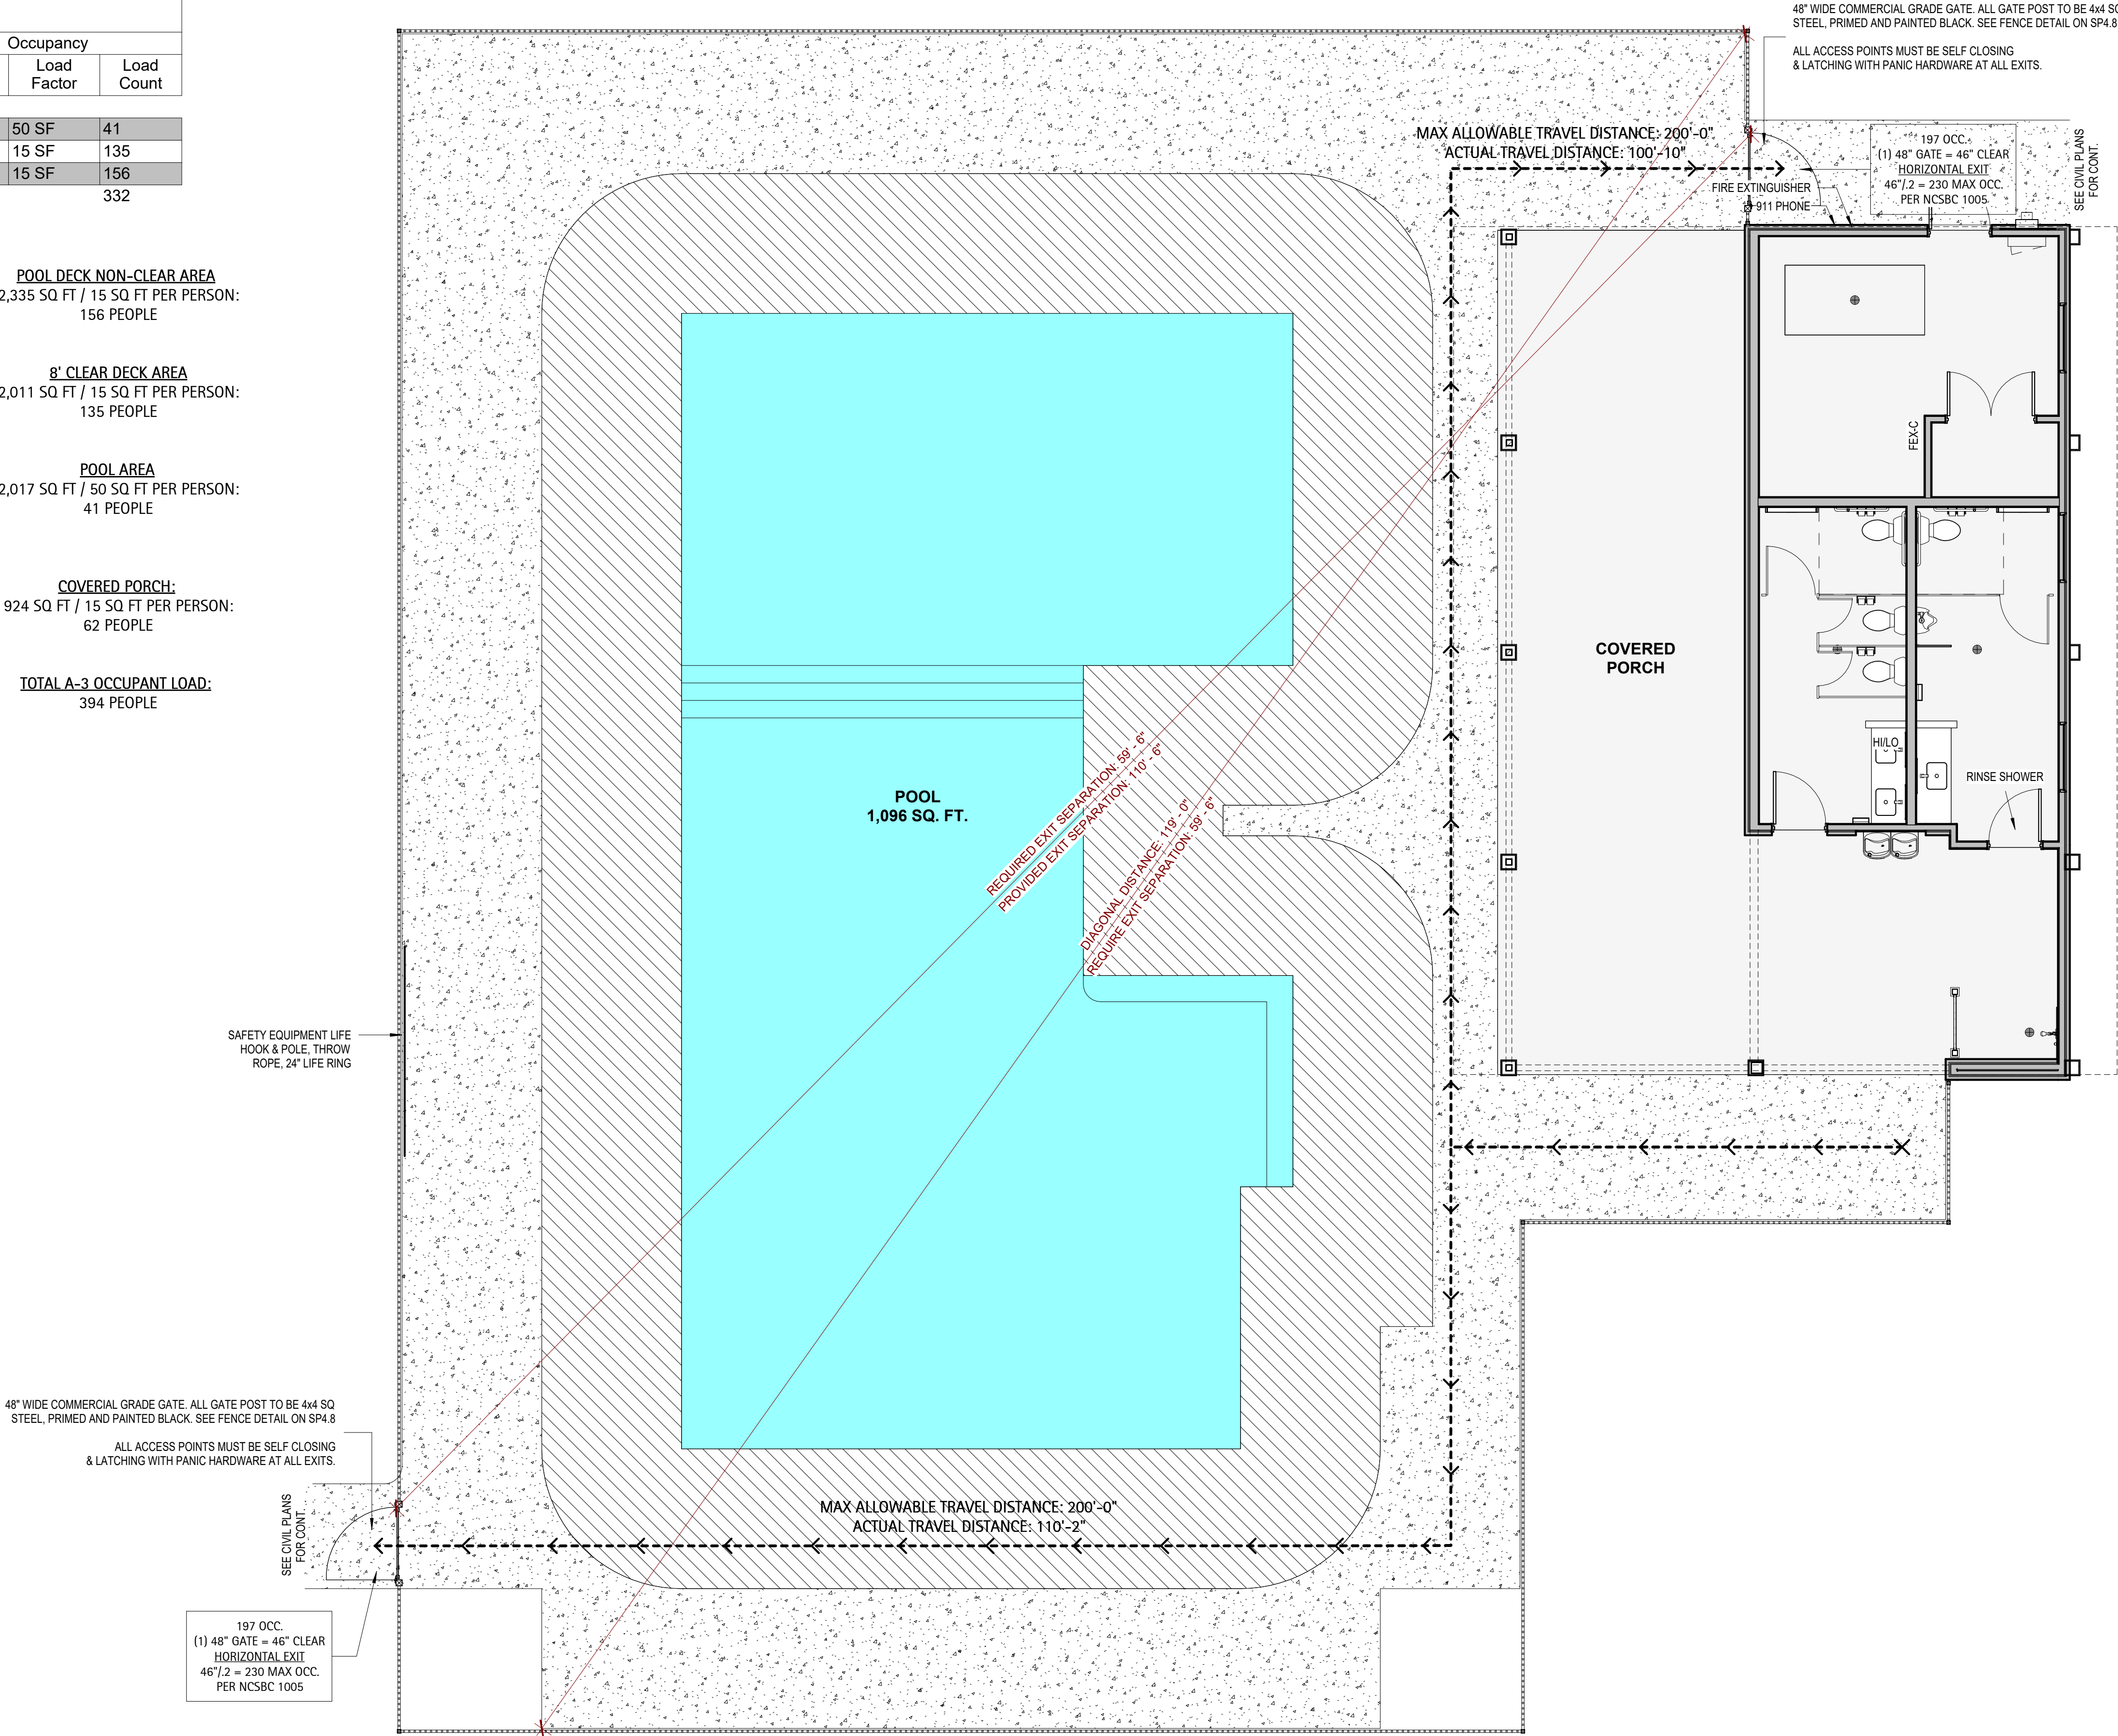 Occupancy
Load Factor
Load Count
50 SF 41
15 SF 135
15 SF 156
332
POOL DECK NON-CLEAR AREA
2,335 SQ FT / 15 SQ FT PER PERSON:
156 PEOPLE
8' CLEAR DECK AREA
2,011 SQ FT / 15 SQ FT PER PERSON:
135 PEOPLE
POOL AREA
2,017 SQ FT / 50 SQ FT PER PERSON:
41 PEOPLE
COVERED PORCH:
924 SQ FT / 15 SQ FT PER PERSON:
62 PEOPLE
TOTAL A-3 OCCUPANT LOAD:
394 PEOPLE
48" WIDE COMMERCIAL GRADE GATE. ALL GATE POST TO BE 4x4 SQ
STEEL, PRIMED AND PAINTED BLACK. SEE FENCE DETAIL ON SP4.8
ALL ACCESS POINTS MUST BE SELF CLOSING
& LATCHING WITH PANIC HARDWARE AT ALL EXITS.
MAX ALLOWABLE TRAVEL DISTANCE: 200'-0"
ACTUAL TRAVEL DISTANCE: 100'-10"
197 OCC.
(1) 48" GATE = 46" CLEAR
HORIZONTAL EXIT
46"/.2 = 230 MAX OCC.
PER NCSBC 1005
SEE CIVIL PLANS
FOR CONT.
FIRE EXTINGUISHER
911 PHONE
FEX-C
COVERED
PORCH
HI/LO
RINSE SHOWER
POOL
1,096 SQ. FT.
REQUIRED EXIT SEPARATION: 59' - 6"
PROVIDED EXIT SEPARATION: 110' - 6"
DIAGONAL DISTANCE: 119' - 0"
REQUIRE EXIT SEPARATION: 59' - 6"
SAFETY EQUIPMENT LIFE
HOOK & POLE, THROW
ROPE, 24" LIFE RING
48" WIDE COMMERCIAL GRADE GATE. ALL GATE POST TO BE 4x4 SQ
STEEL, PRIMED AND PAINTED BLACK. SEE FENCE DETAIL ON SP4.8
ALL ACCESS POINTS MUST BE SELF CLOSING
& LATCHING WITH PANIC HARDWARE AT ALL EXITS.
SEE CIVIL PLANS
FOR CONT.
MAX ALLOWABLE TRAVEL DISTANCE: 200'-0"
ACTUAL TRAVEL DISTANCE: 110'-2"
197 OCC.
(1) 48" GATE = 46" CLEAR
HORIZONTAL EXIT
46"/.2 = 230 MAX OCC.
PER NCSBC 1005